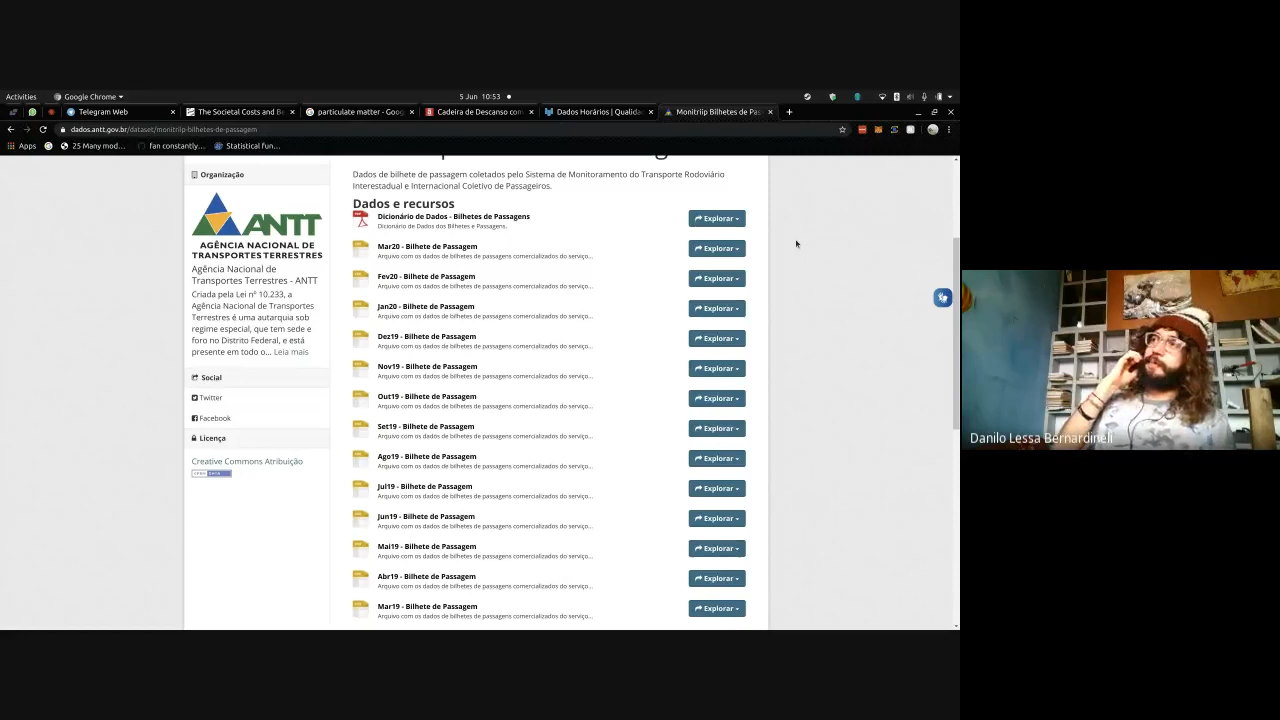 Activities
Google Chrome
5 Jun 10:53
Telegram Web
The Societal Costs and Be
particulate matter - Goog
Cadeira de Descanso com
Dados Horários | Qualidad
Monitriip Bilhetes de Pas
dados.antt.gov.br/dataset/monitriip-bilhetes-de-passagem
Apps
25 Many mod...
fan constantly...
Statistical fun...
Organização
ANTT
AGÊNCIA NACIONAL DE
TRANSPORTES TERRESTRES
Agência Nacional de
Transportes Terrestres - ANTT
Criada pela Lei nº 10.233, a
Agência Nacional de Transportes
Terrestres é uma autarquia sob
regime especial, que tem sede e
foro no Distrito Federal, e está
presente em todo o... Leia mais
Social
Twitter
Facebook
Licença
Creative Commons Atribuição
OPEN DATA
Dados de bilhete de passagem coletados pelo Sistema de Monitoramento do Transporte Rodoviário
Interestadual e Internacional Coletivo de Passageiros.
Dados e recursos
Dicionário de Dados - Bilhetes de Passagens
Explorar
Dicionário de Dados dos Bilhetes e Passagens.
Mar20 - Bilhete de Passagem
Explorar
Arquivo com os dados de bilhetes de passagens comercializados do serviço...
Fev20 - Bilhete de Passagem
Explorar
Arquivo com os dados de bilhetes de passagens comercializados do serviço...
Jan20 - Bilhete de Passagem
Explorar
Arquivo com os dados de bilhetes de passagens comercializados do serviço...
Dez19 - Bilhete de Passagem
Explorar
Arquivo com os dados de bilhetes de passagens comercializados do serviço...
Nov19 - Bilhete de Passagem
Explorar
Arquivo com os dados de bilhetes de passagens comercializados do serviço...
Out19 - Bilhete de Passagem
Explorar
Arquivo com os dados de bilhetes de passagens comercializados do serviço...
Set19 - Bilhete de Passagem
Explorar
Arquivo com os dados de bilhetes de passagens comercializados do serviço...
Ago19 - Bilhete de Passagem
Explorar
Arquivo com os dados de bilhetes de passagens comercializados do serviço...
Jul19 - Bilhete de Passagem
Explorar
Arquivo com os dados de bilhetes de passagens comercializados do serviço...
Jun19 - Bilhete de Passagem
Explorar
Arquivo com os dados de bilhetes de passagens comercializados do serviço...
Mai19 - Bilhete de Passagem
Explorar
Arquivo com os dados de bilhetes de passagens comercializados do serviço...
Abr19 - Bilhete de Passagem
Explorar
Arquivo com os dados de bilhetes de passagens comercializados do serviço...
Mar19 - Bilhete de Passagem
Explorar
Arquivo com os dados de bilhetes de passagens comercializados do serviço...
Danilo Lessa Bernardineli